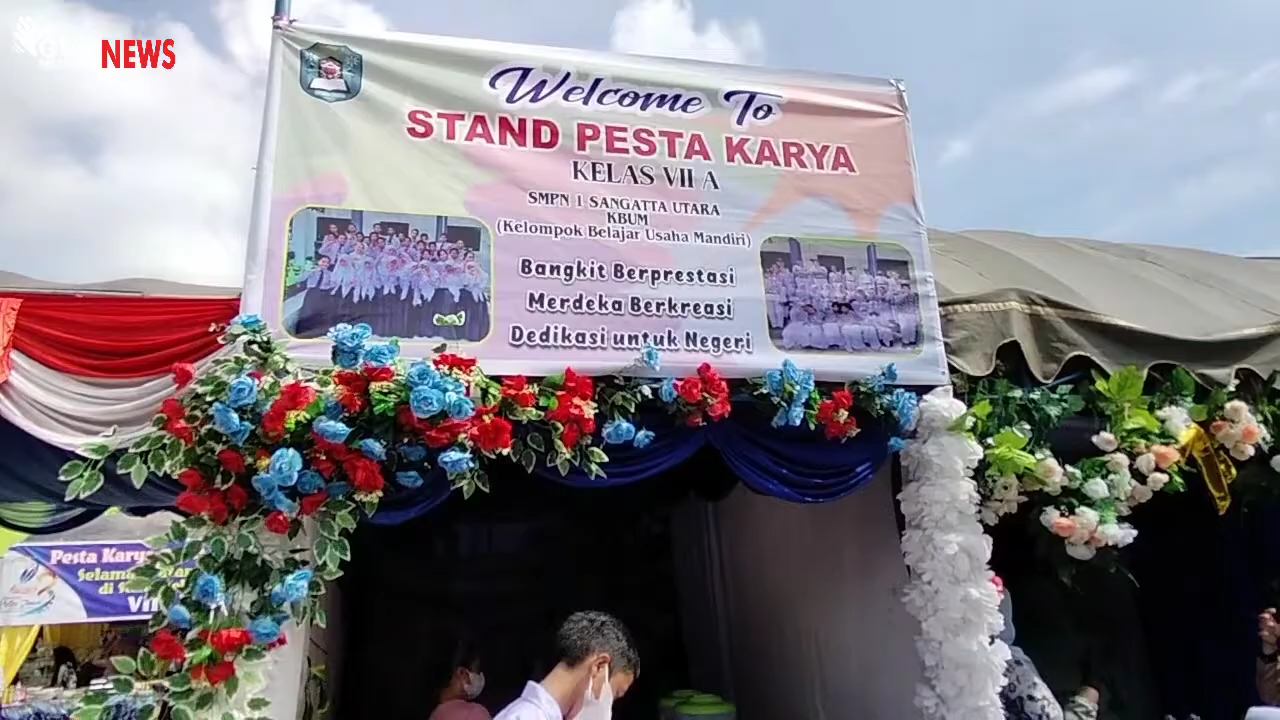 NEWS
Welcome To
STAND PESTA KARYA
KELAS VII A
SMPN 1 SANGATTA UTARA
KBUM
(Kelompok Belajar Usaha Mandiri)
Bangkit Berprestasi
Merdeka Berkreasi
Dedikasi untuk Negeri
Pesta Karya
di